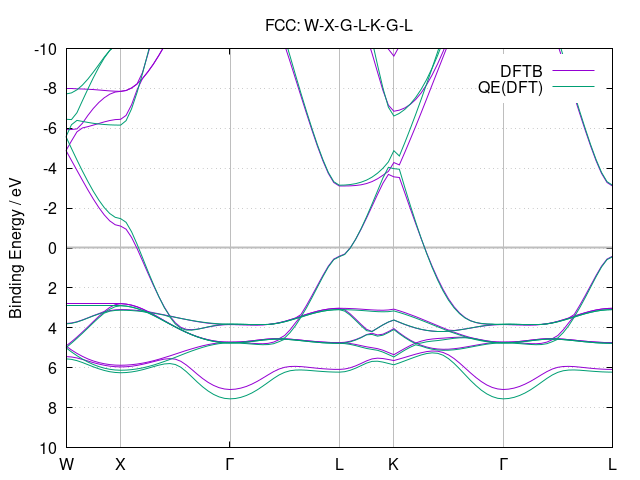 FCC: W-X-G-L-K-G-L
-10
-8
-6
-4
-2
0
2
4
6
8
10
Binding Energy / eV
DFTB
QE(DFT)
W X Γ L K Γ L